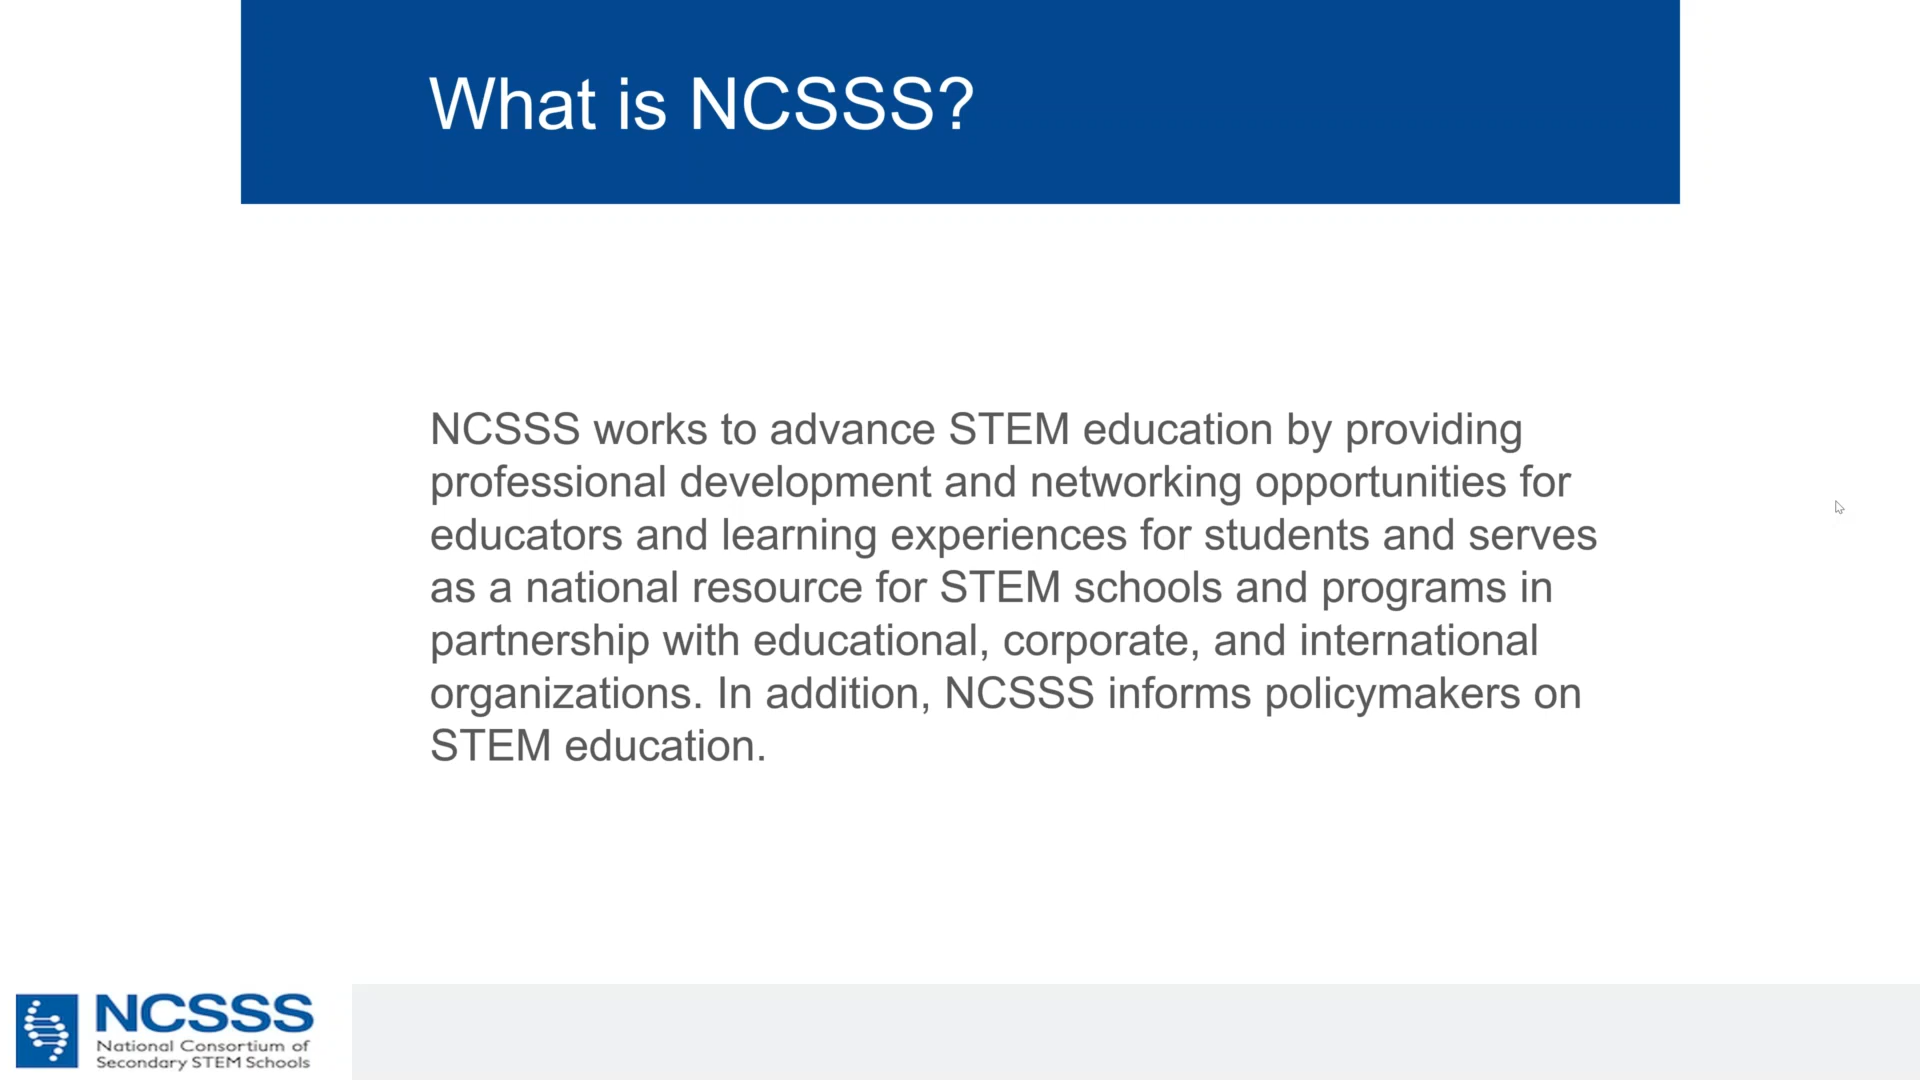 What is NCSSS?
NCSSS works to advance STEM education by providing
professional development and networking opportunities for
educators and learning experiences for students and serves
as a national resource for STEM schools and programs in
partnership with educational, corporate, and international
organizations. In addition, NCSSS informs policymakers on
STEM education.
NCSSS
National Consortium of
Secondary STEM Schools